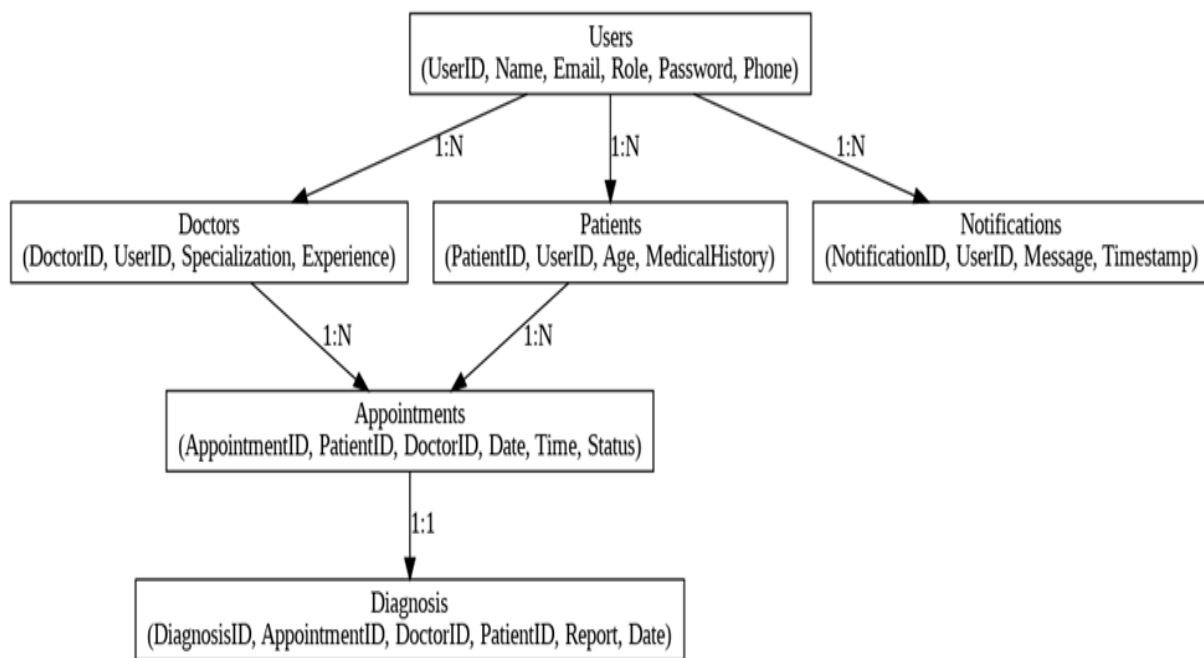 Users
(UserID, Name, Email, Role, Password, Phone)
1:N
1:N
1:N
Doctors
(DoctorID, UserID, Specialization, Experience)
Patients
(PatientID, UserID, Age, MedicalHistory)
Notifications
(NotificationID, UserID, Message, Timestamp)
1:N
1:N
Appointments
(AppointmentID, PatientID, DoctorID, Date, Time, Status)
1:1
Diagnosis
(DiagnosisID, AppointmentID, DoctorID, PatientID, Report, Date)